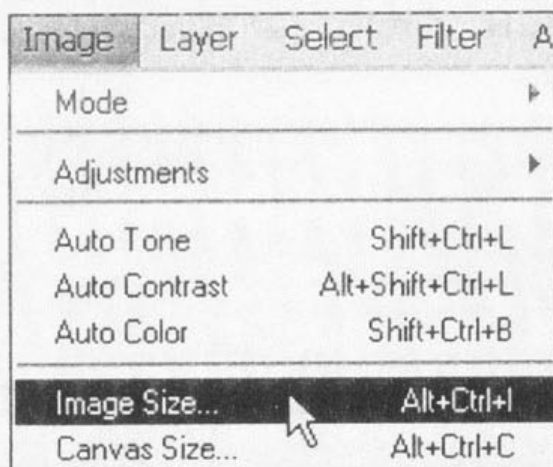 Image Layer Select Filter A
Mode
Adjustments
Auto Tone Shift+Ctrl+L
Auto Contrast Alt+Shift+Ctrl+L
Auto Color Shift+Ctrl+B
Image Size... Alt+Ctrl+I
Canvas Size... Alt+Ctrl+C